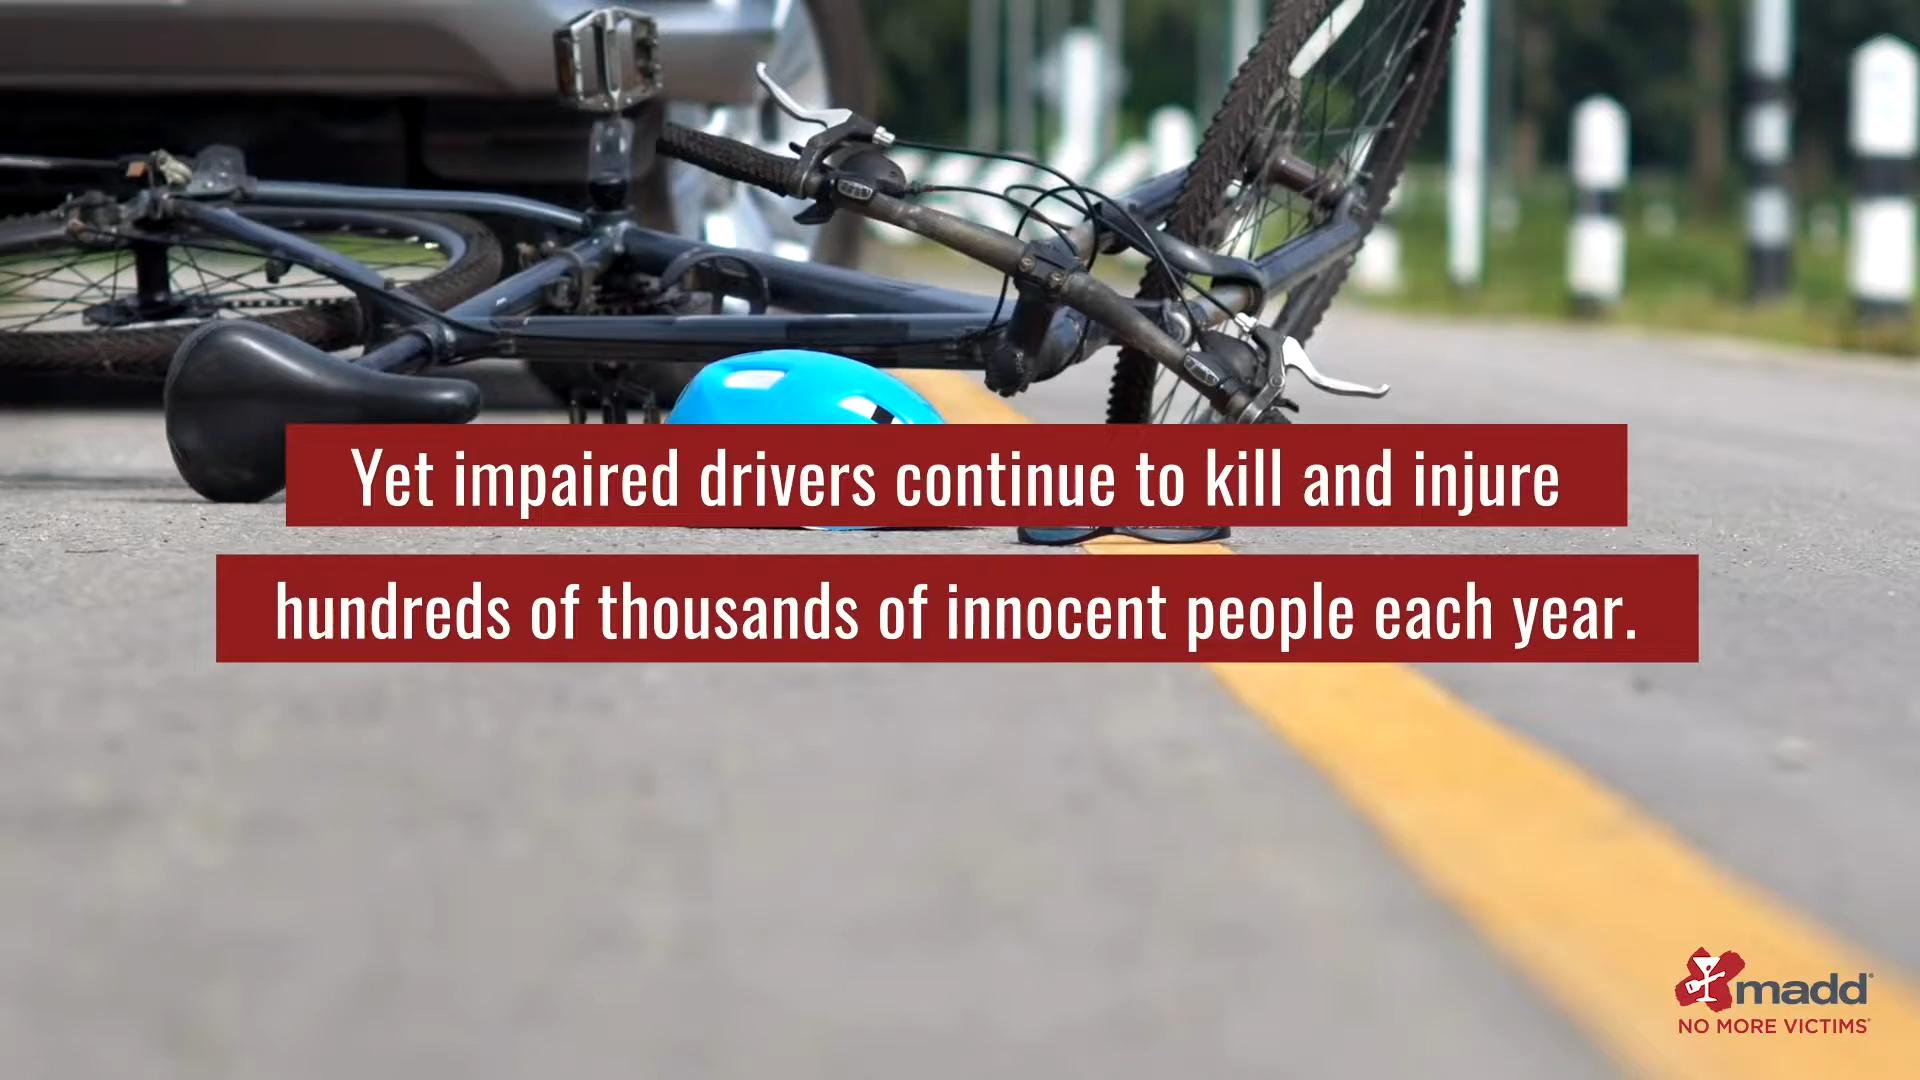 Yet impaired drivers continue to kill and injure
hundreds of thousands of innocent people each year.
madd®
NO MORE VICTIMS®